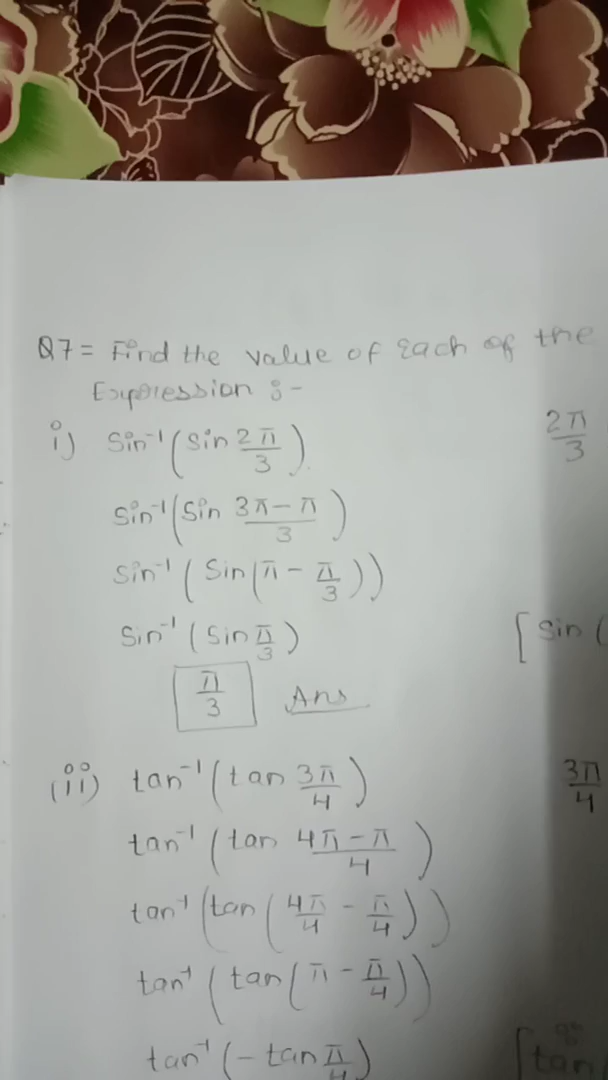 Q7 = Find the value of Each of the
Expression :-
i) sin⁻¹(sin 2π/3)
2π/3
sin⁻¹(sin 3π-π/3)
sin⁻¹(sin(π - π/3))
sin⁻¹(sin π/3)
[sin (
π/3 Ans
(ii) tan⁻¹(tan 3π/4)
3π/4
tan⁻¹(tan 4π-π/4)
tan⁻¹(tan(4π/4 - π/4))
tan⁻¹(tan(π - π/4))
tan⁻¹(-tan π/4)
[tan